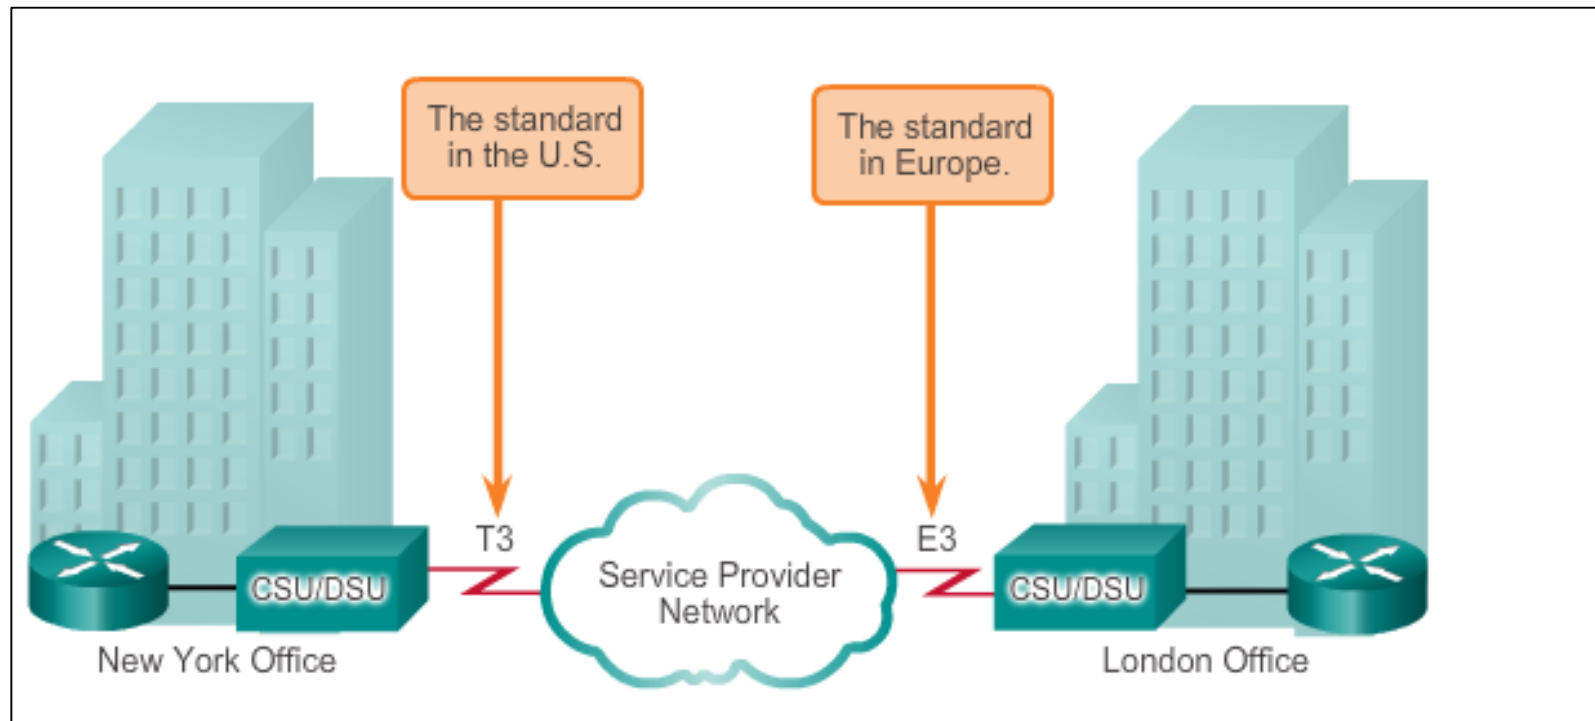 The standard
in the U.S.
The standard
in Europe.
T3
E3
CSU/DSU
Service Provider
Network
CSU/DSU
New York Office
London Office